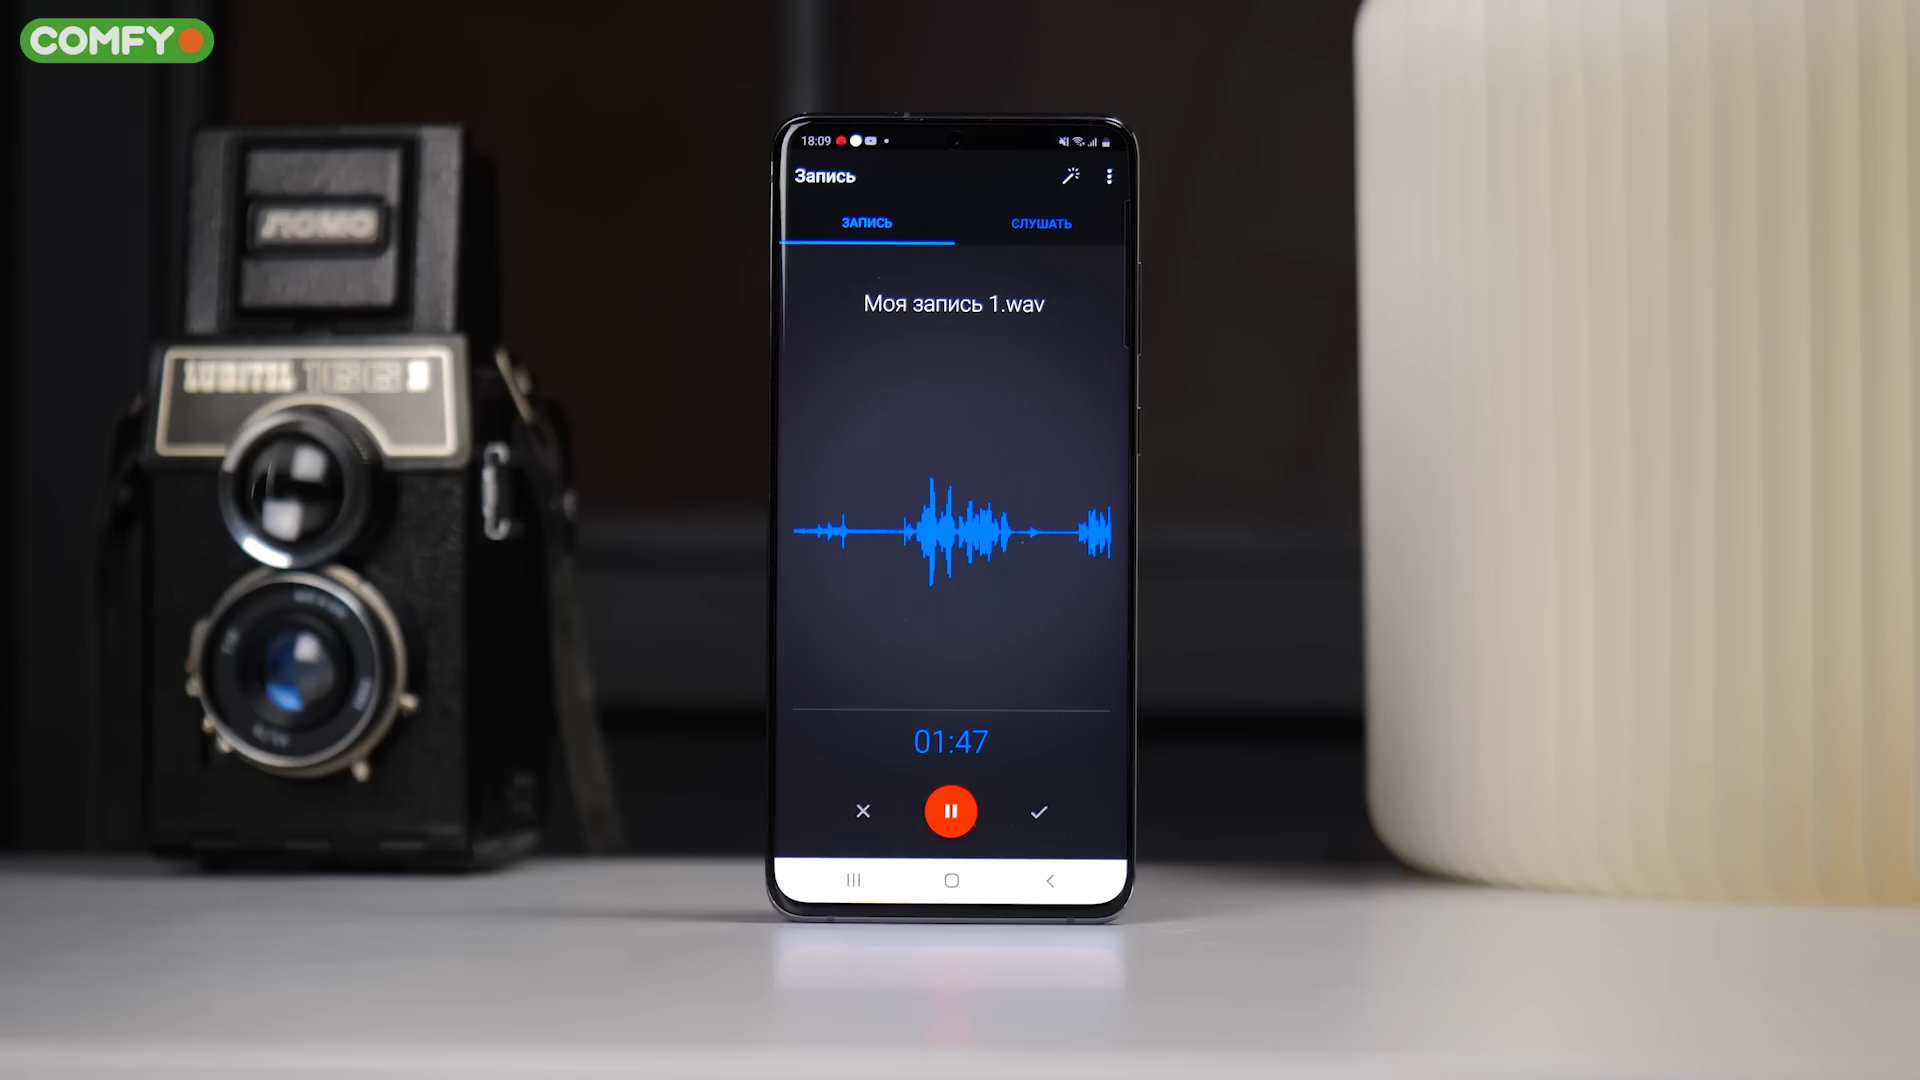 COMFY
ЛОМО
LUBITEL 166 B
18:09
Запись
ЗАПИСЬ
СЛУШАТЬ
Моя запись 1.wav
01:47